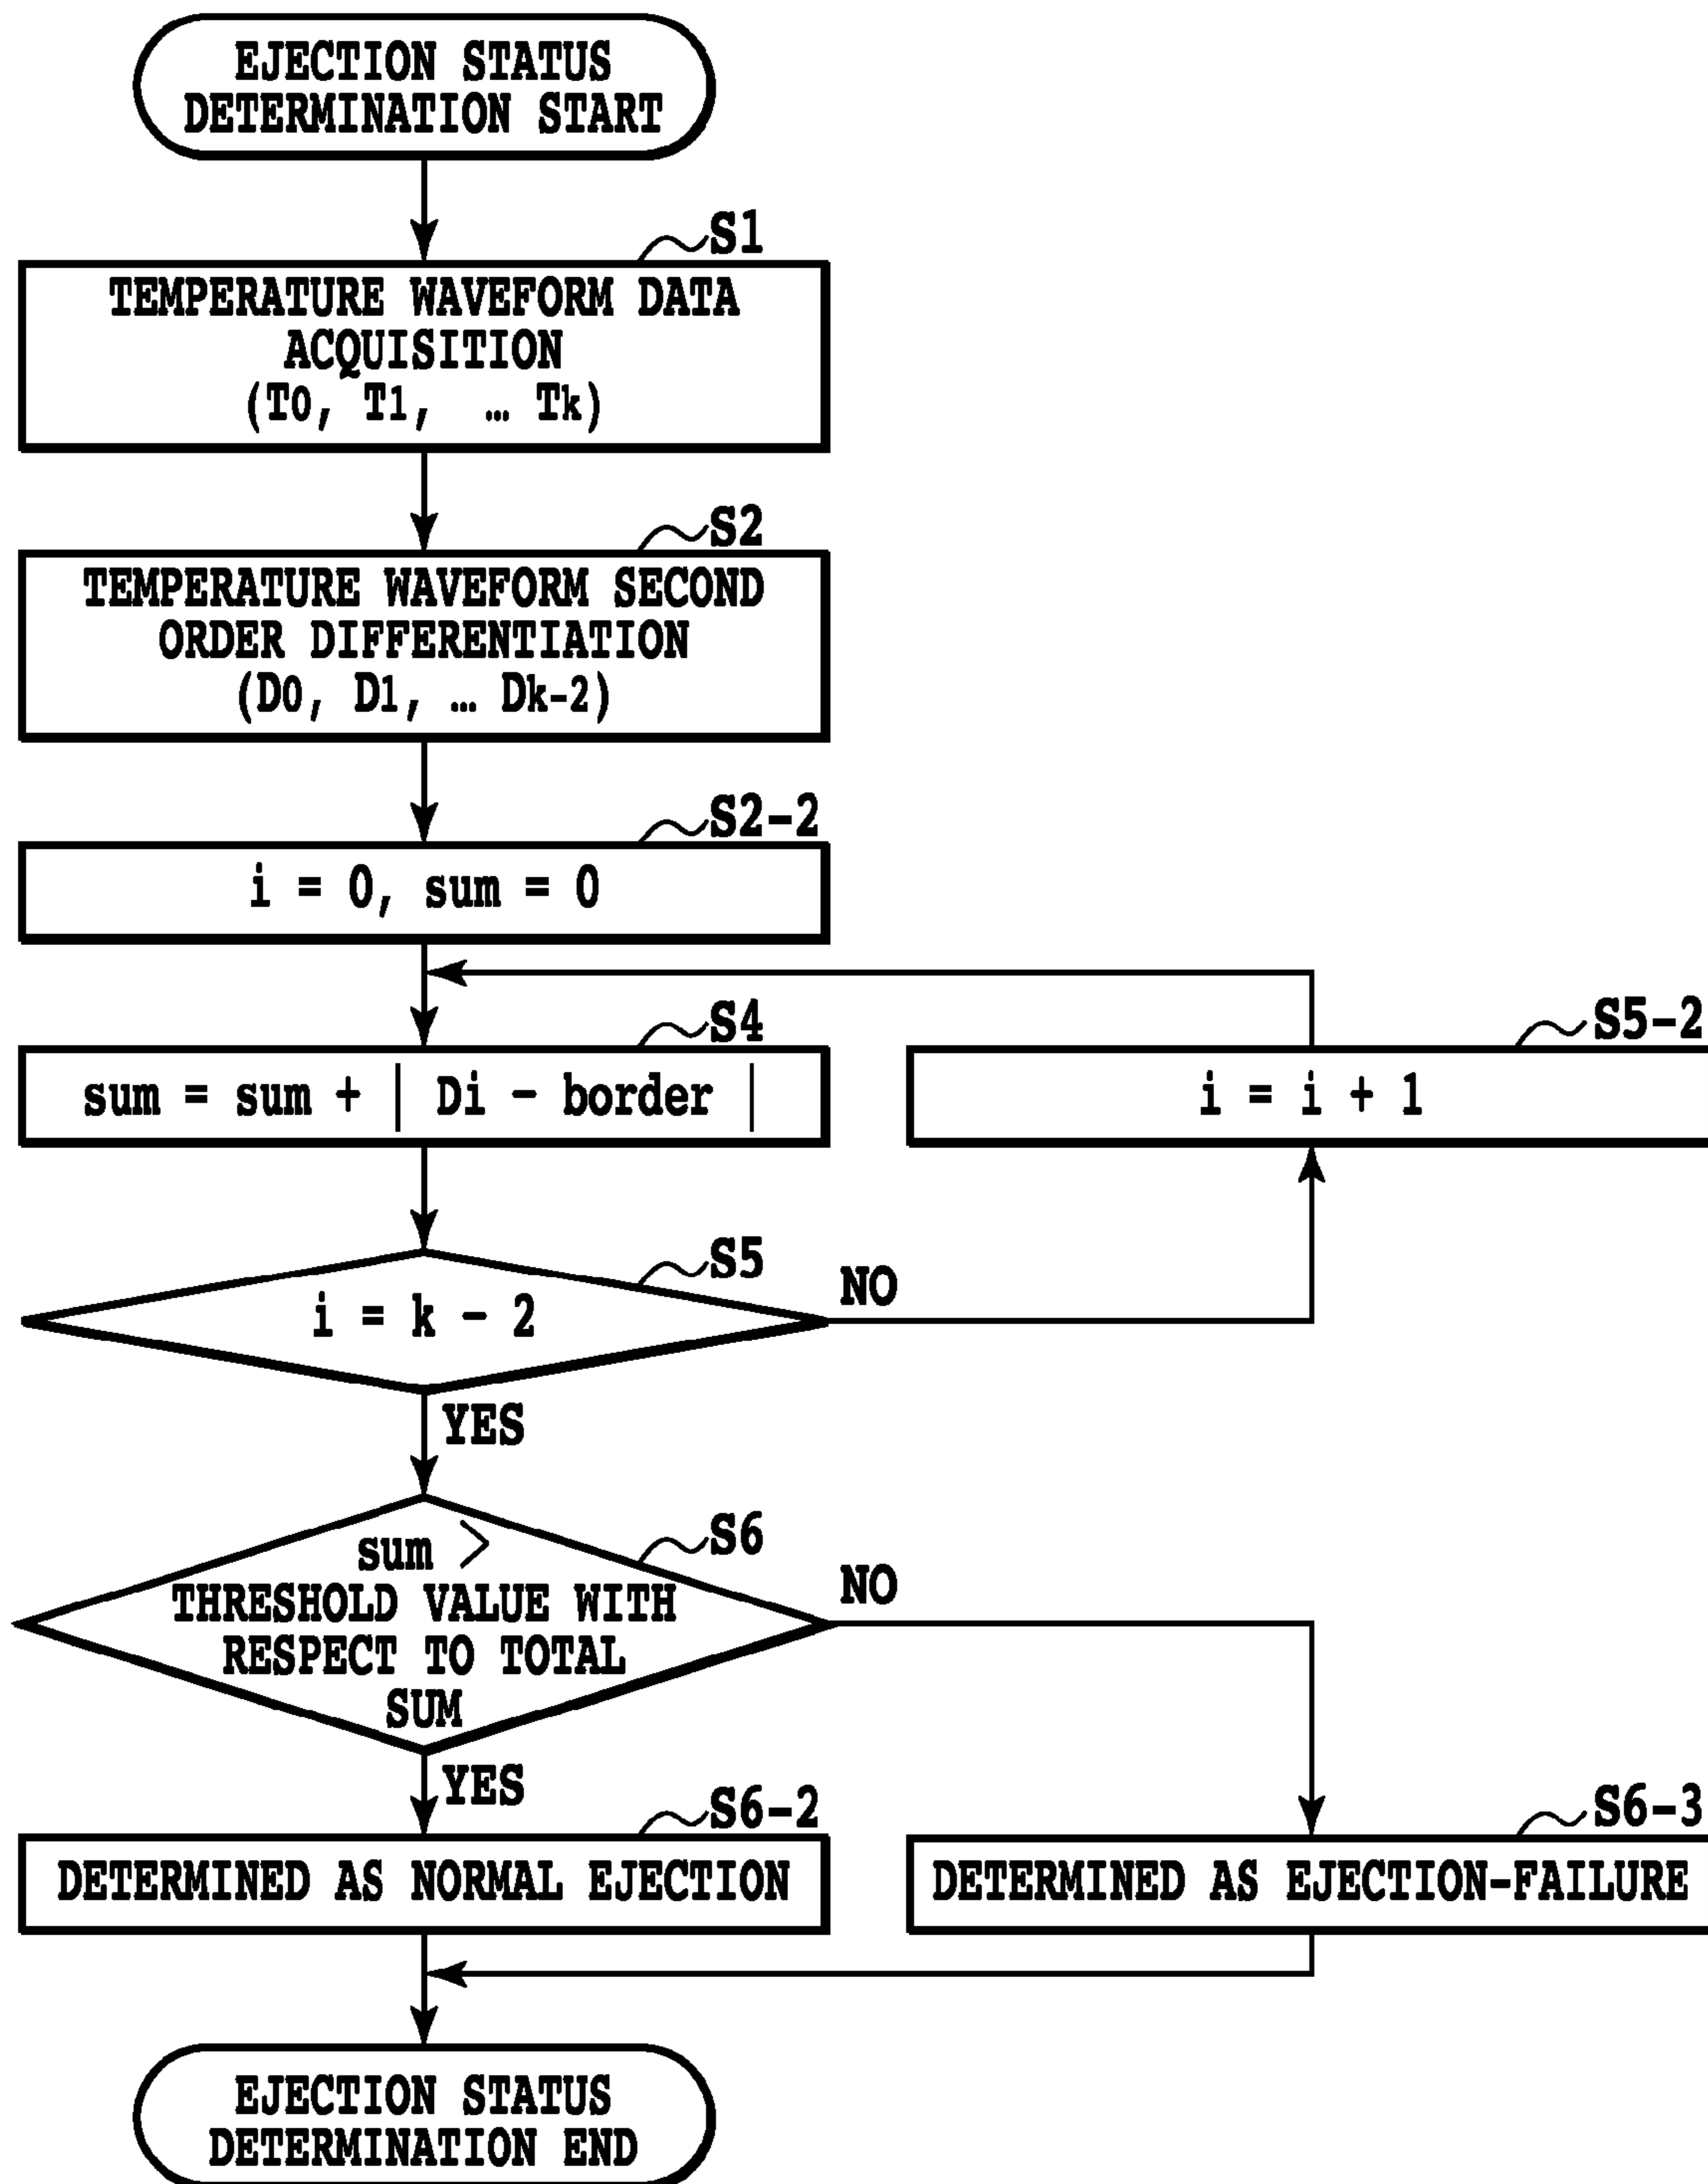 EJECTION STATUS
DETERMINATION START
S1
TEMPERATURE WAVEFORM DATA
ACQUISITION
(T0, T1, … Tk)
S2
TEMPERATURE WAVEFORM SECOND
ORDER DIFFERENTIATION
(D0, D1, … Dk-2)
S2-2
i = 0, sum = 0
S4
sum = sum + | Di - border |
S5-2
i = i + 1
S5
i = k - 2
NO
YES
S6
sum >
THRESHOLD VALUE WITH
RESPECT TO TOTAL
SUM
NO
YES
S6-2
DETERMINED AS NORMAL EJECTION
S6-3
DETERMINED AS EJECTION-FAILURE
EJECTION STATUS
DETERMINATION END